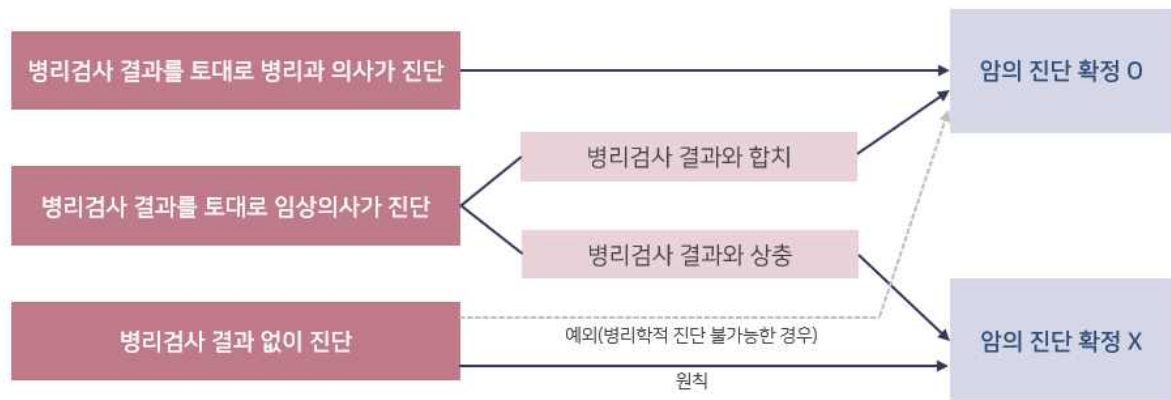 병리검사 결과를 토대로 병리과 의사가 진단
암의 진단 확정 O
병리검사 결과와 합치
병리검사 결과를 토대로 임상의사가 진단
병리검사 결과와 상충
병리검사 결과 없이 진단
예외(병리학적 진단 불가능한 경우)
암의 진단 확정 X
원칙